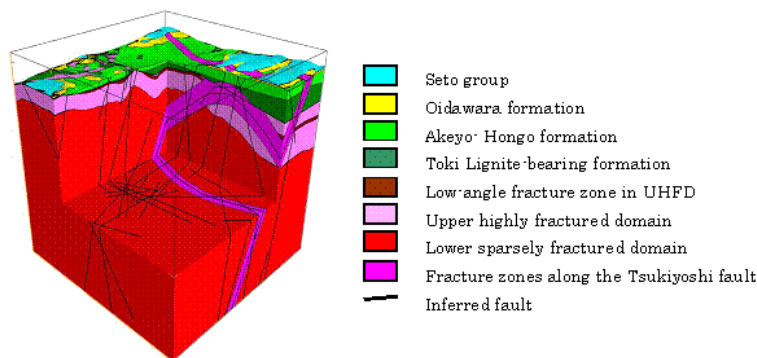 Seto group
Oidawara formation
Akeyo- Hongo formation
Toki Lignite-bearing formation
Low-angle fracture zone in UHFD
Upper highly fractured domain
Lower sparsely fractured domain
Fracture zones along the Tsukiyoshi fault
Inferred fault